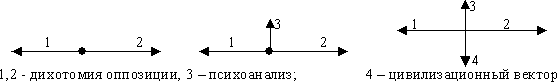 1 2
1 2 3
1 2 3 4
1,2 - дихотомия оппозиции, 3 – психоанализ; 4 – цивилизационный вектор